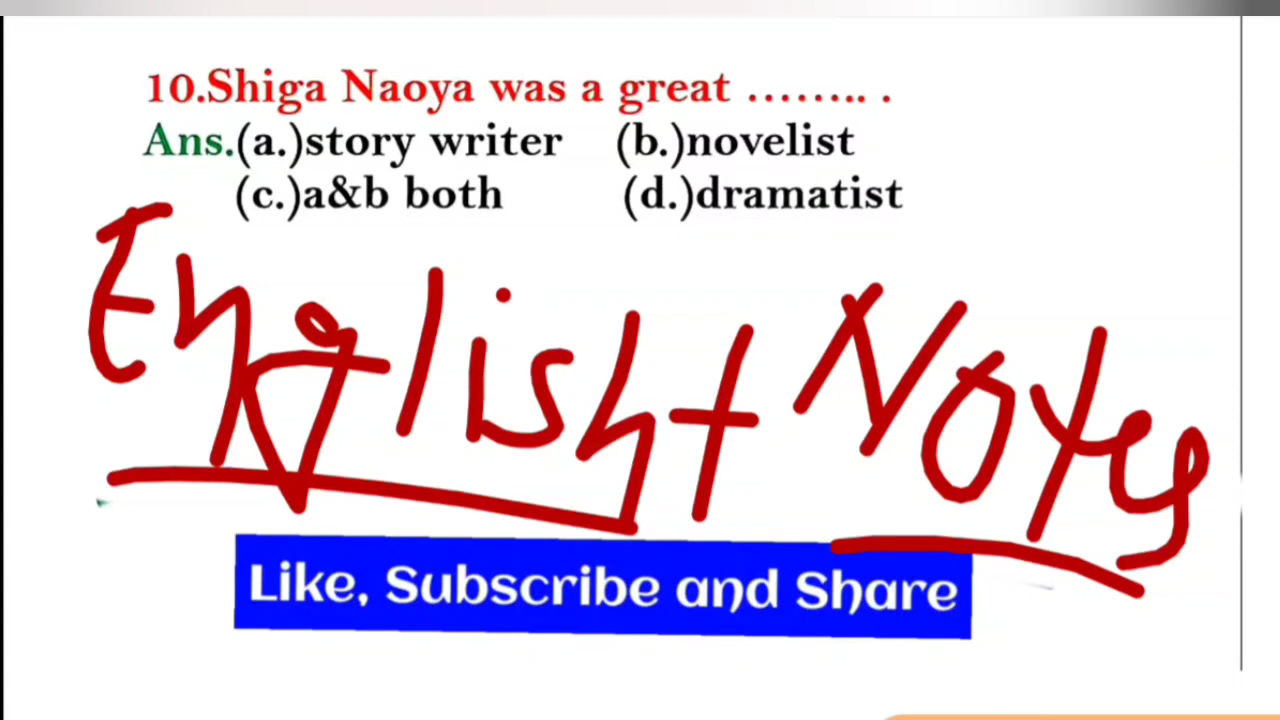 10.Shiga Naoya was a great …….. .
Ans.(a.)story writer (b.)novelist
(c.)a&b both (d.)dramatist
English+Notes
Like, Subscribe and Share